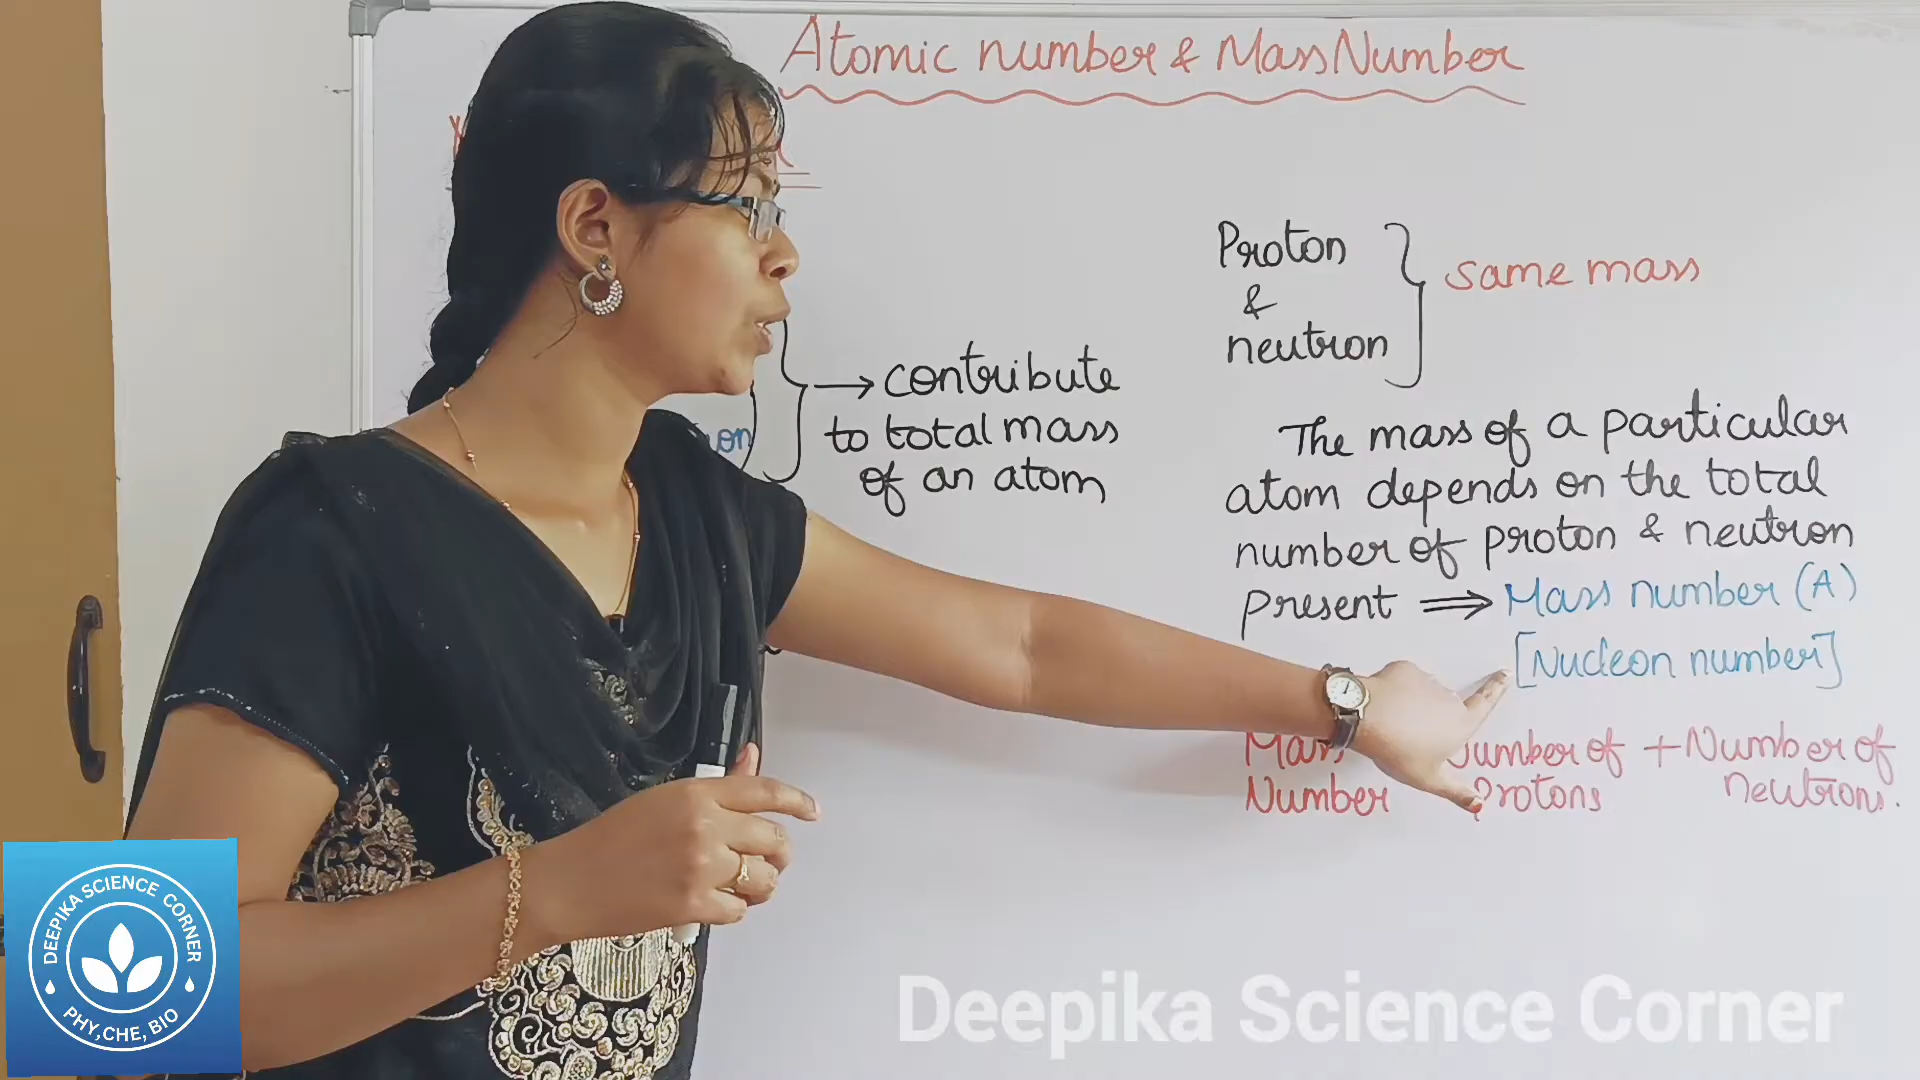 Atomic number & Mass Number
Proton
&
neutron
same mass
contribute
to total mass
of an atom
The mass of a particular
atom depends on the total
number of proton & neutron
present ⟹ Mass number (A)
[Nucleon number]
Number of + Number of
Number Protons neutrons.
DEEPIKA SCIENCE CORNER
PHY, CHE, BIO
Deepika Science Corner